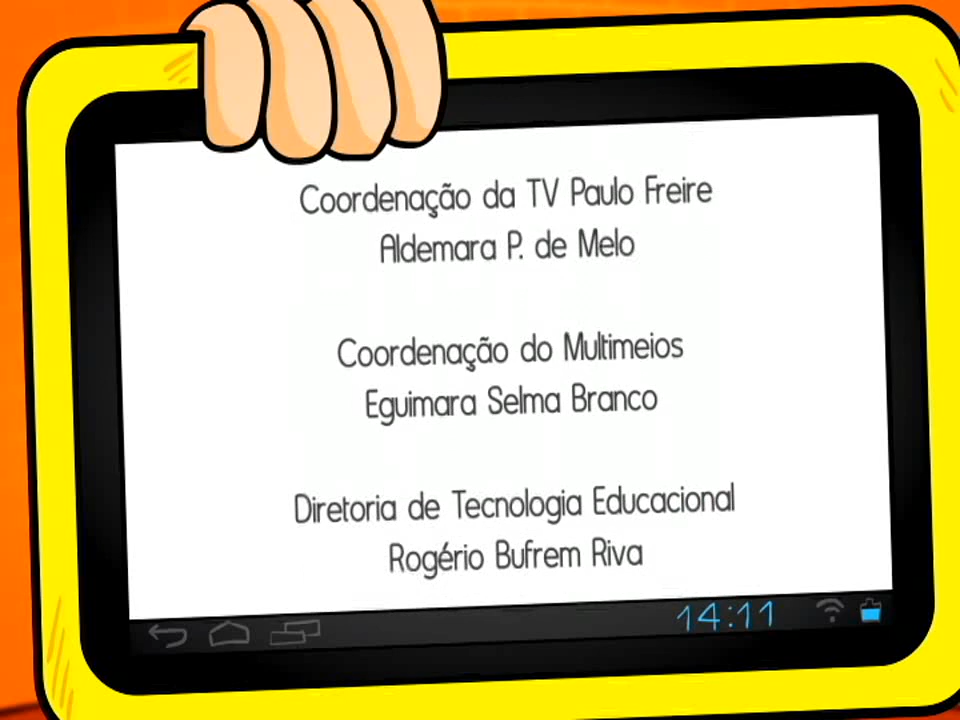 Coordenação da TV Paulo Freire
Aldemara P. de Melo
Coordenação do Multimeios
Eguimara Selma Branco
Diretoria de Tecnologia Educacional
Rogério Bufrem Riva
14:11